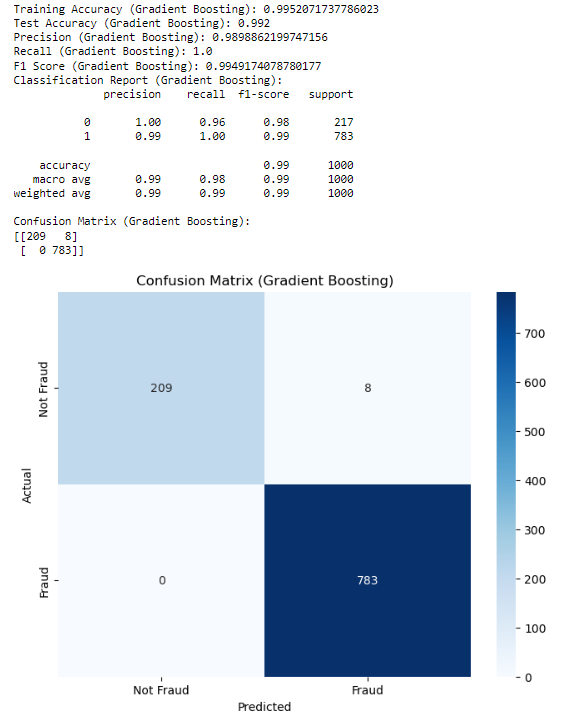 Training Accuracy (Gradient Boosting): 0.9952071737786023
Test Accuracy (Gradient Boosting): 0.992
Precision (Gradient Boosting): 0.9898862199747156
Recall (Gradient Boosting): 1.0
F1 Score (Gradient Boosting): 0.9949174078780177
Classification Report (Gradient Boosting):
precision recall f1-score support
0 1.00 0.96 0.98 217
1 0.99 1.00 0.99 783
accuracy 0.99 1000
macro avg 0.99 0.98 0.99 1000
weighted avg 0.99 0.99 0.99 1000
Confusion Matrix (Gradient Boosting):
[[209 8]
[ 0 783]]
Confusion Matrix (Gradient Boosting)
Actual
Not Fraud
209 8
Fraud
0 783
Not Fraud Fraud
Predicted
700
600
500
400
300
200
100
0